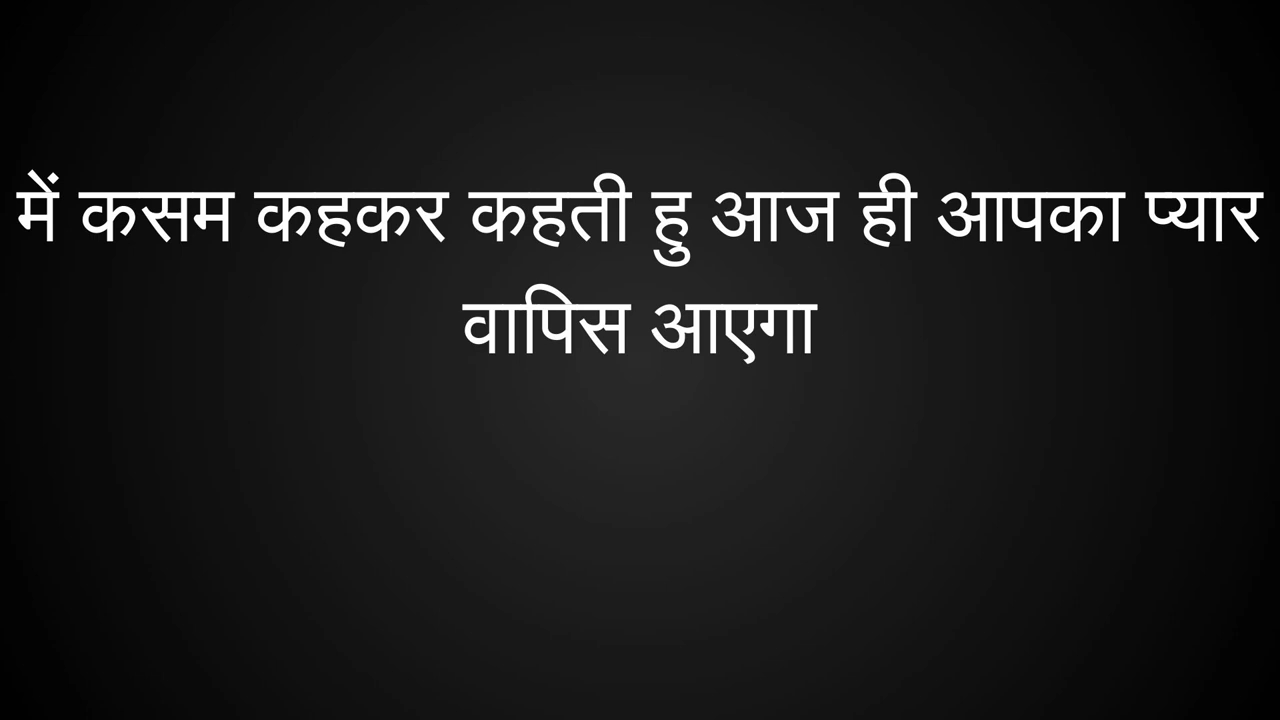 में कसम कहकर कहती हु आज ही आपका प्यार
वापिस आएगा